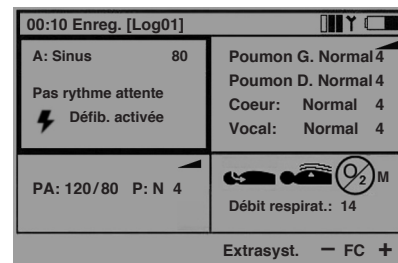 00:10 Enreg. [Log01]
A: Sinus 80
Pas rythme attente
Défib. activée
Poumon G. Normal 4
Poumon D. Normal 4
Coeur: Normal 4
Vocal: Normal 4
PA: 120/80 P: N 4
O2 M
Débit respirat.: 14
Extrasyst. – FC +